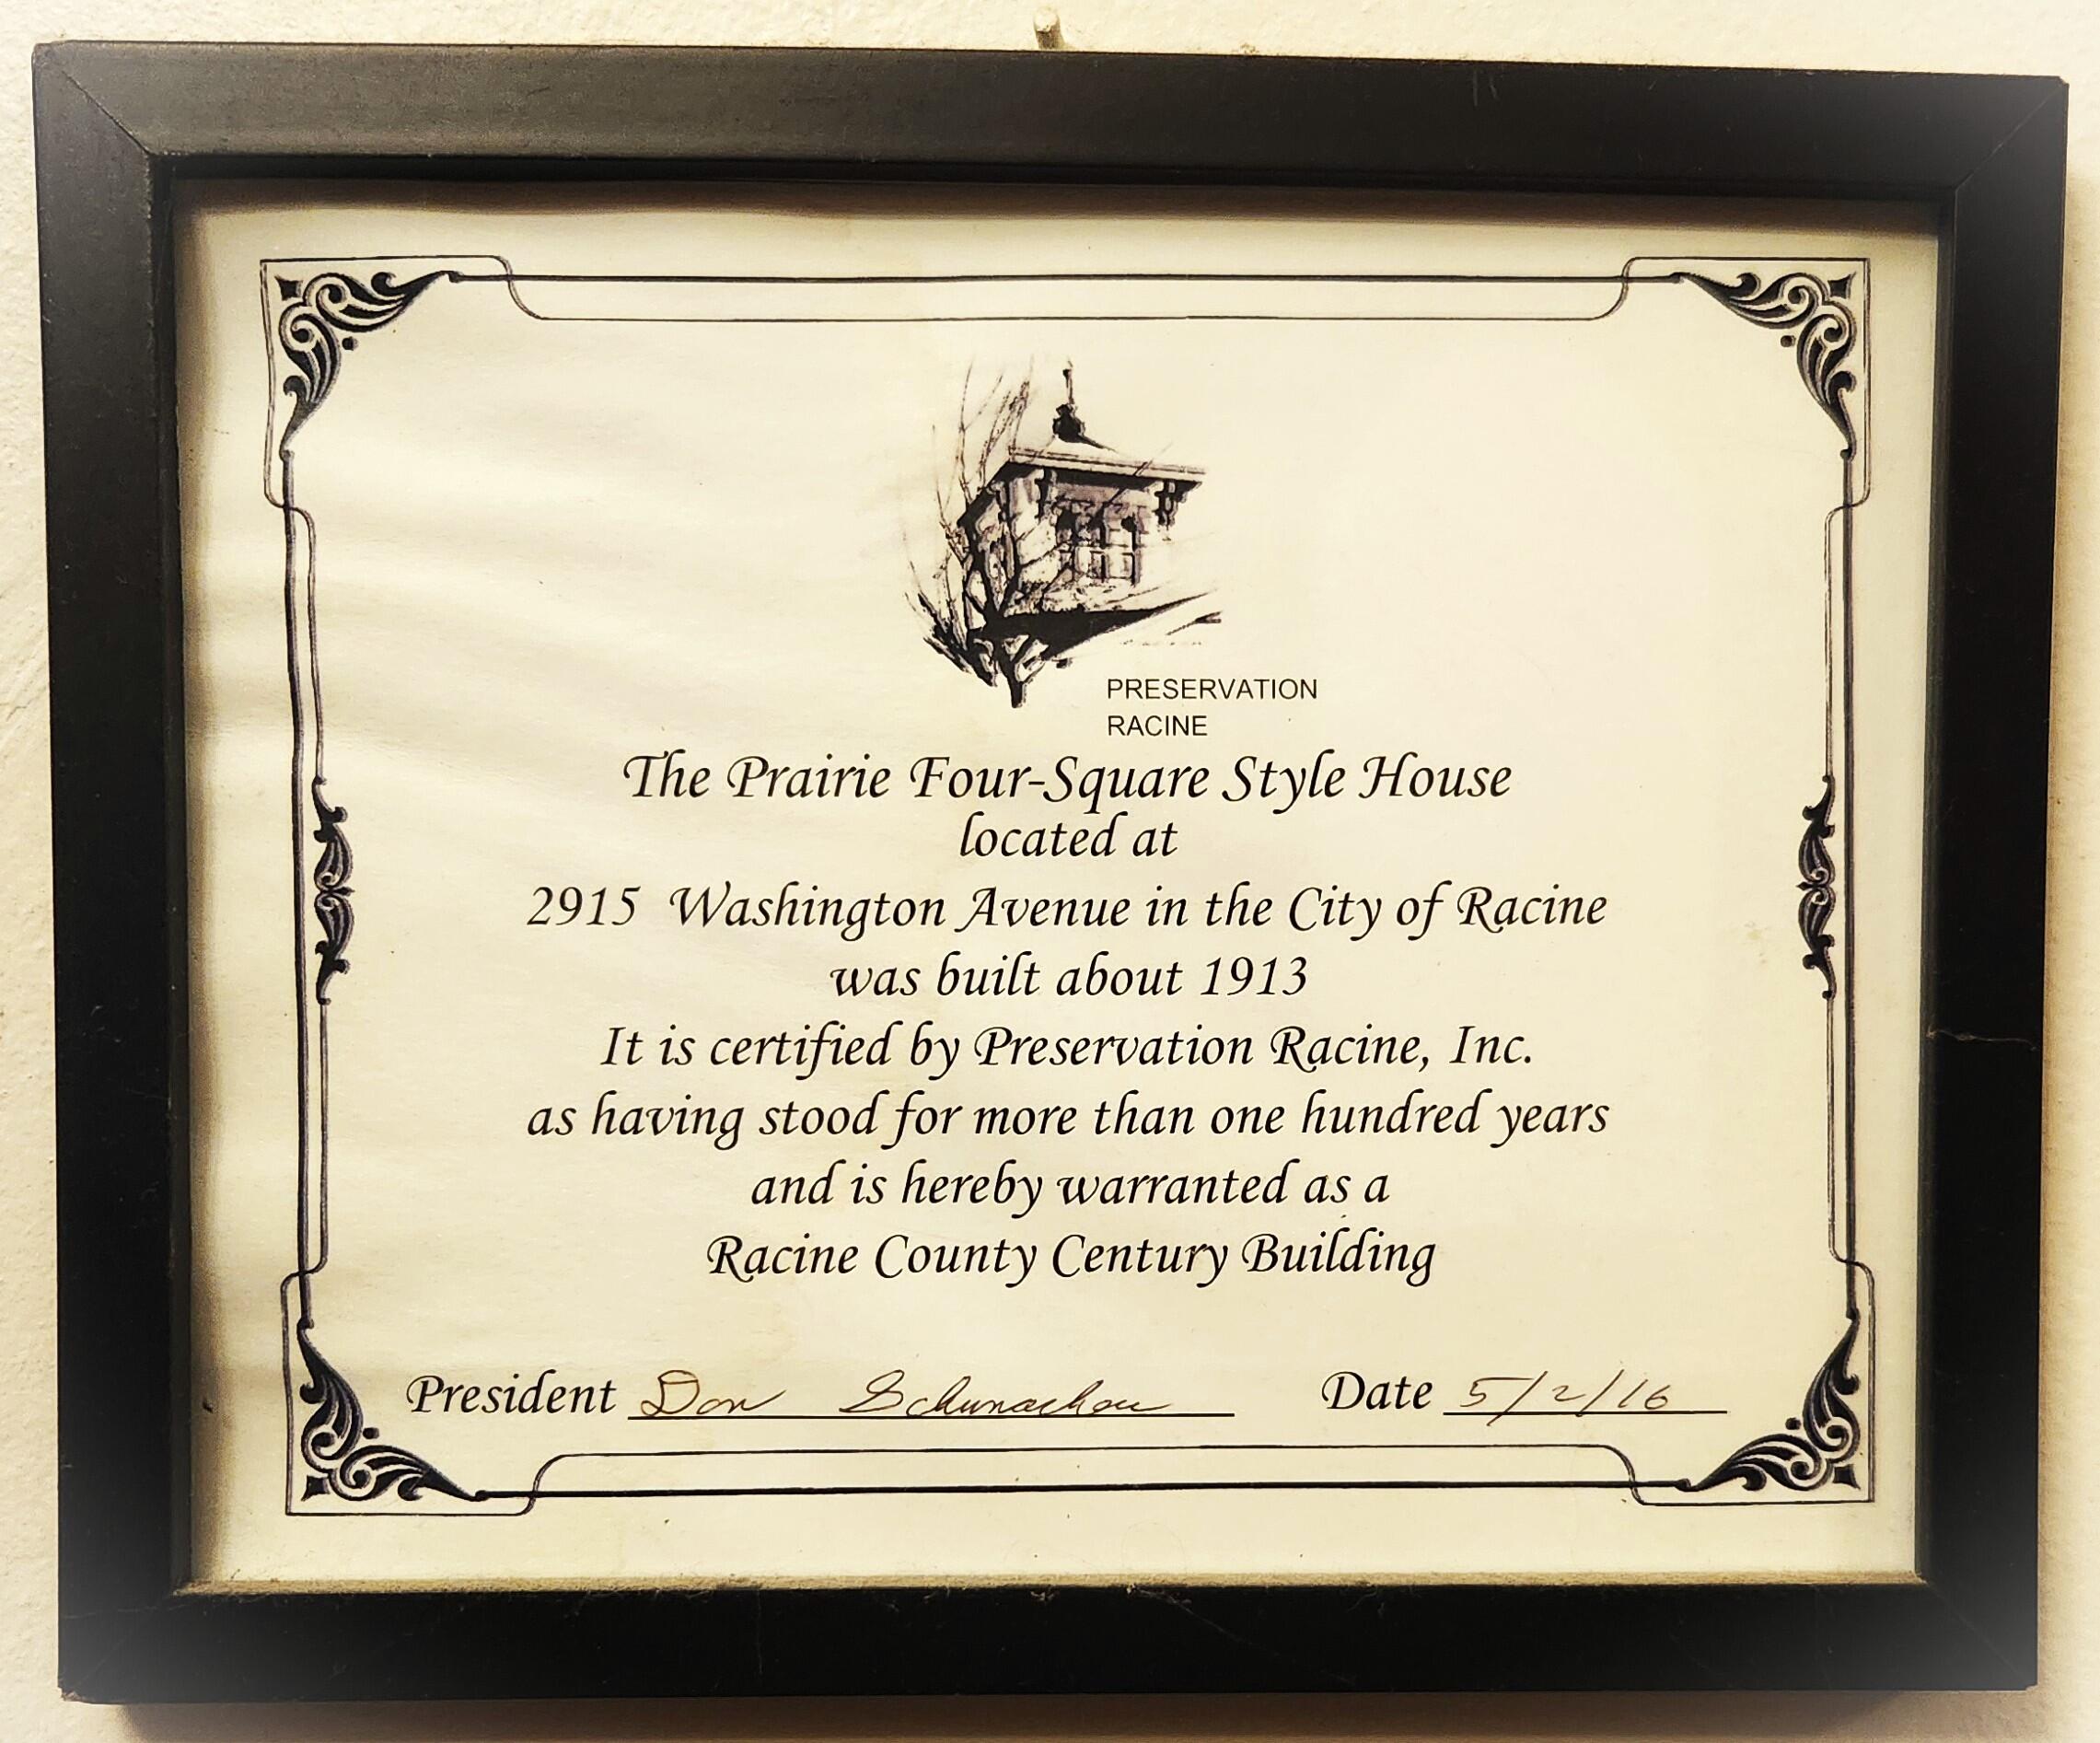 PRESERVATION
RACINE
The Prairie Four-Square Style House
located at
2915 Washington Avenue in the City of Racine
was built about 1913
It is certified by Preservation Racine, Inc.
as having stood for more than one hundred years
and is hereby warranted as a
Racine County Century Building
President Don Date 5/2/16